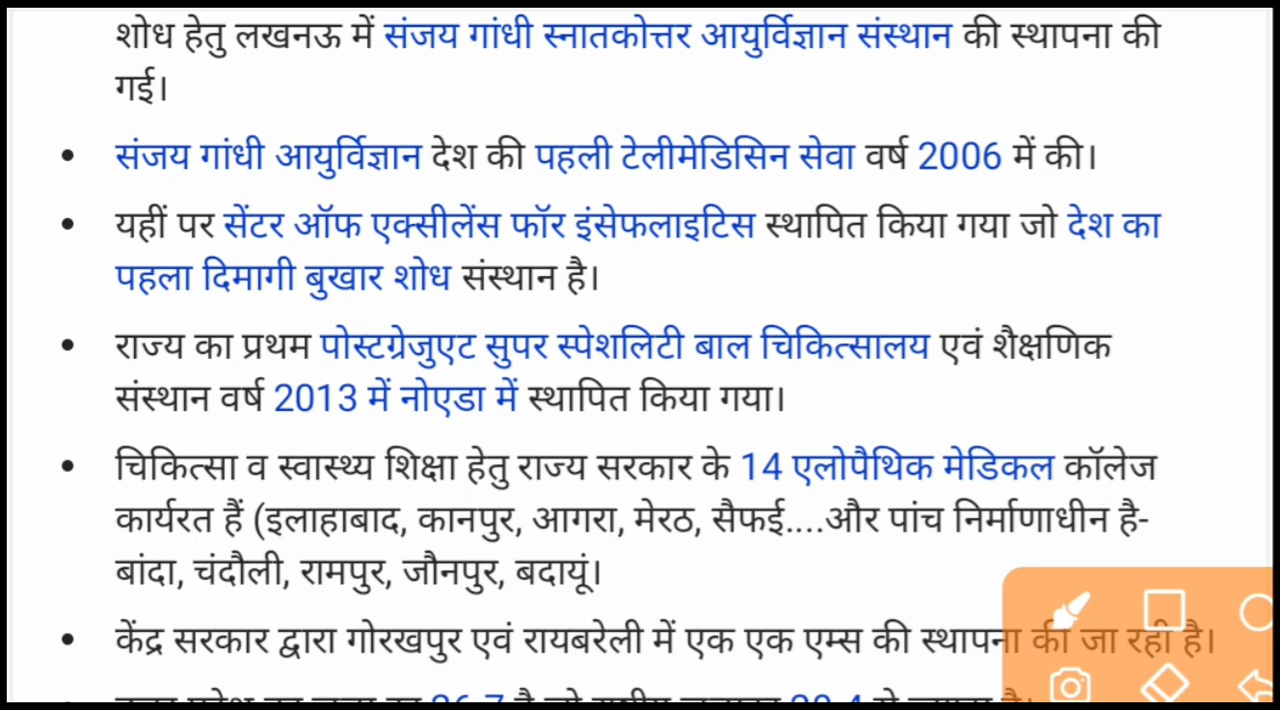 शोध हेतु लखनऊ में संजय गांधी स्नातकोत्तर आयुर्विज्ञान संस्थान की स्थापना की
गई।
• संजय गांधी आयुर्विज्ञान देश की पहली टेलीमेडिसिन सेवा वर्ष 2006 में की।
• यहीं पर सेंटर ऑफ एक्सीलेंस फॉर इंसेफलाइटिस स्थापित किया गया जो देश का
पहला दिमागी बुखार शोध संस्थान है।
• राज्य का प्रथम पोस्टग्रेजुएट सुपर स्पेशलिटी बाल चिकित्सालय एवं शैक्षणिक
संस्थान वर्ष 2013 में नोएडा में स्थापित किया गया।
• चिकित्सा व स्वास्थ्य शिक्षा हेतु राज्य सरकार के 14 एलोपैथिक मेडिकल कॉलेज
कार्यरत हैं (इलाहाबाद, कानपुर, आगरा, मेरठ, सैफई....और पांच निर्माणाधीन है-
बांदा, चंदौली, रामपुर, जौनपुर, बदायूं।
• केंद्र सरकार द्वारा गोरखपुर एवं रायबरेली में एक एक एम्स की स्थापना की जा रही है।